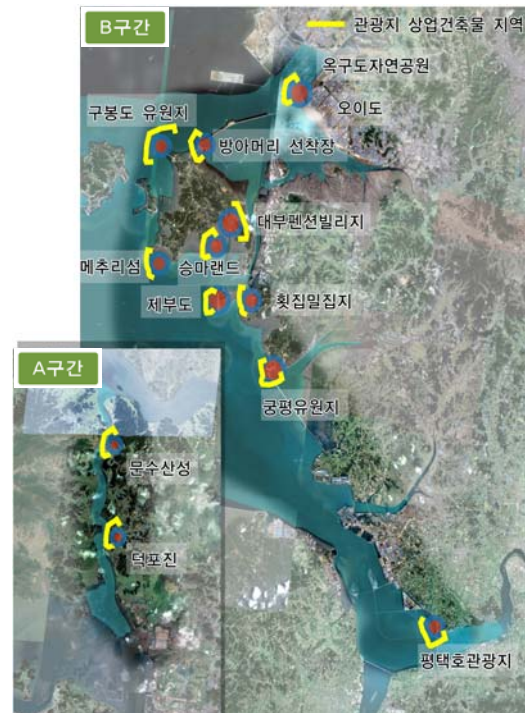 B구간
관광지 상업건축물 지역
옥구도자연공원
오이도
구봉도 유원지
방아머리 선착장
대부펜션빌리지
메추리섬
승마랜드
제부도
횟집밀집지
궁평유원지
A구간
문수산성
덕포진
평택호관광지